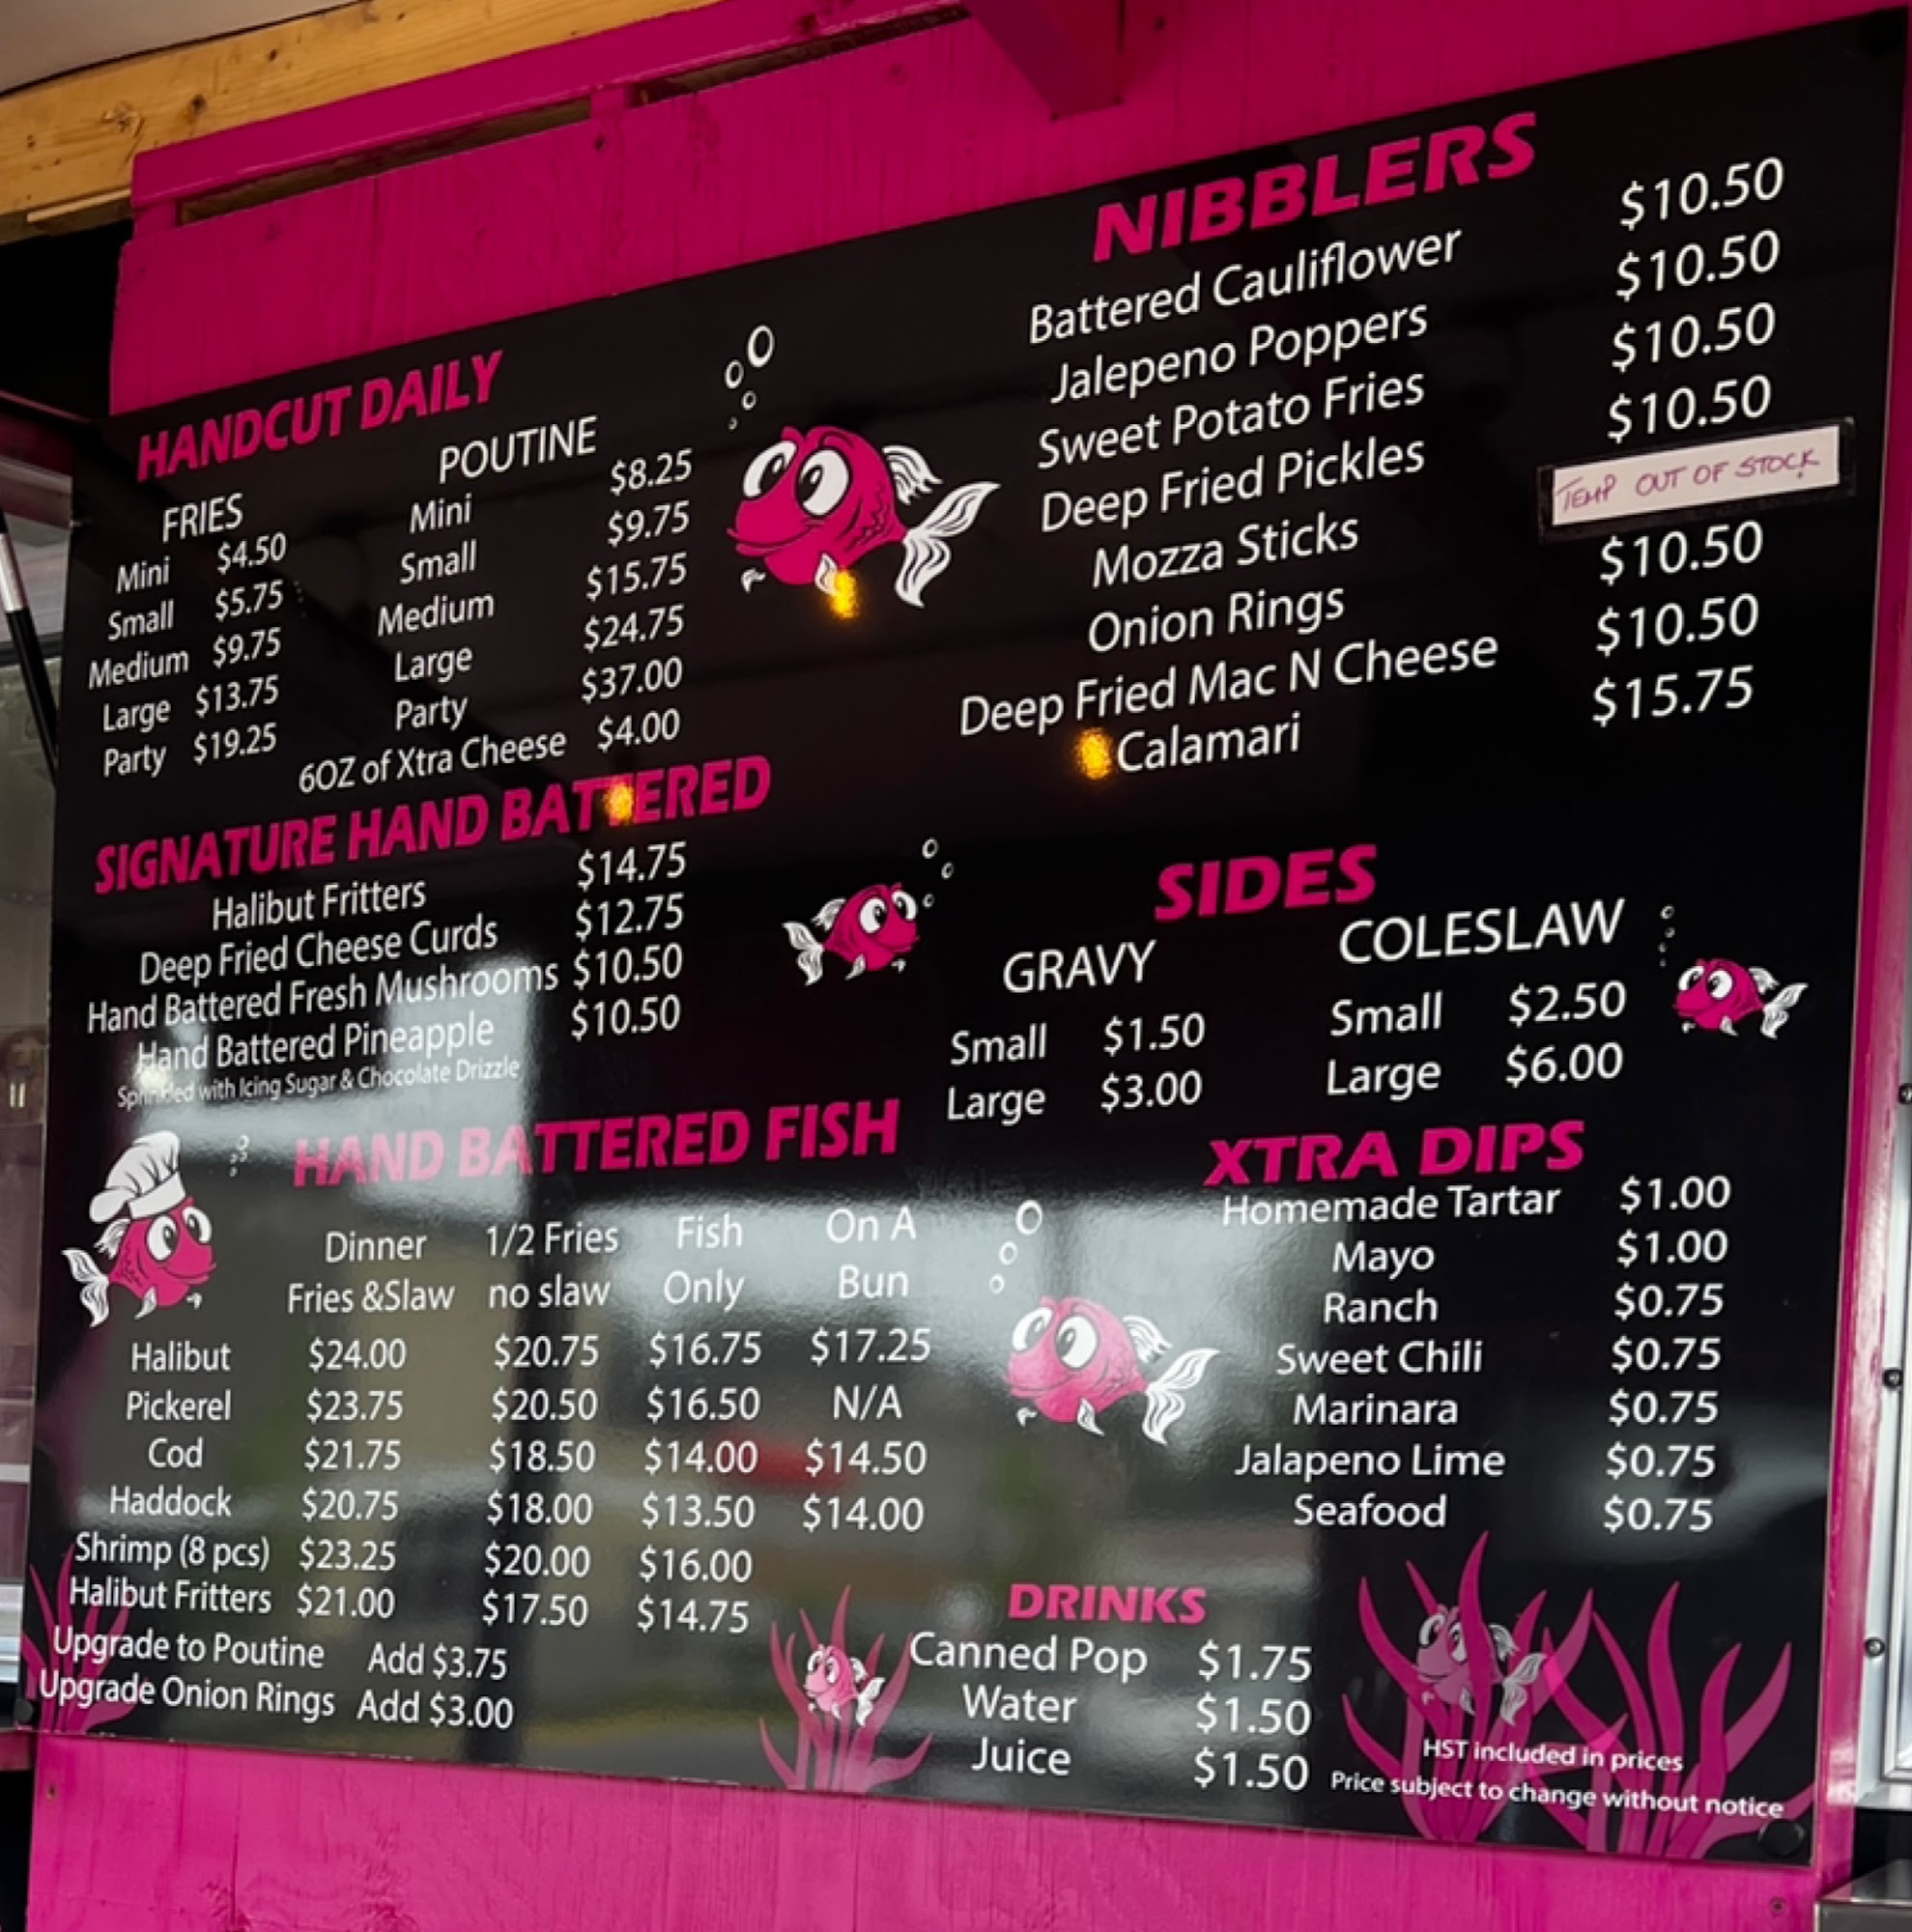 HANDCUT DAILY
FRIES
Mini $4.50
Small $5.75
Medium $9.75
Large $13.75
Party $19.25
POUTINE
Mini $8.25
Small $9.75
Medium $15.75
Large $24.75
Party $37.00
6OZ of Xtra Cheese $4.00
SIGNATURE HAND BATTERED
Halibut Fritters $14.75
Deep Fried Cheese Curds $12.75
Hand Battered Fresh Mushrooms $10.50
Hand Battered Pineapple $10.50
Sprinkled with Icing Sugar & Chocolate Drizzle
HAND BATTERED FISH
Dinner 1/2 Fries Fish On A
Fries &Slaw no slaw Only Bun
Halibut $24.00 $20.75 $16.75 $17.25
Pickerel $23.75 $20.50 $16.50 N/A
Cod $21.75 $18.50 $14.00 $14.50
Haddock $20.75 $18.00 $13.50 $14.00
Shrimp (8 pcs) $23.25 $20.00 $16.00
Halibut Fritters $21.00 $17.50 $14.75
Upgrade to Poutine Add $3.75
Upgrade Onion Rings Add $3.00
NIBBLERS
Battered Cauliflower $10.50
Jalepeno Poppers $10.50
Sweet Potato Fries $10.50
Deep Fried Pickles $10.50
Mozza Sticks TEMP OUT OF STOCK
Onion Rings $10.50
Deep Fried Mac N Cheese $10.50
Calamari $15.75
SIDES
GRAVY
Small $1.50
Large $3.00
COLESLAW
Small $2.50
Large $6.00
XTRA DIPS
Homemade Tartar $1.00
Mayo $1.00
Ranch $0.75
Sweet Chili $0.75
Marinara $0.75
Jalapeno Lime $0.75
Seafood $0.75
DRINKS
Canned Pop $1.75
Water $1.50
Juice $1.50
HST included in prices
Price subject to change without notice